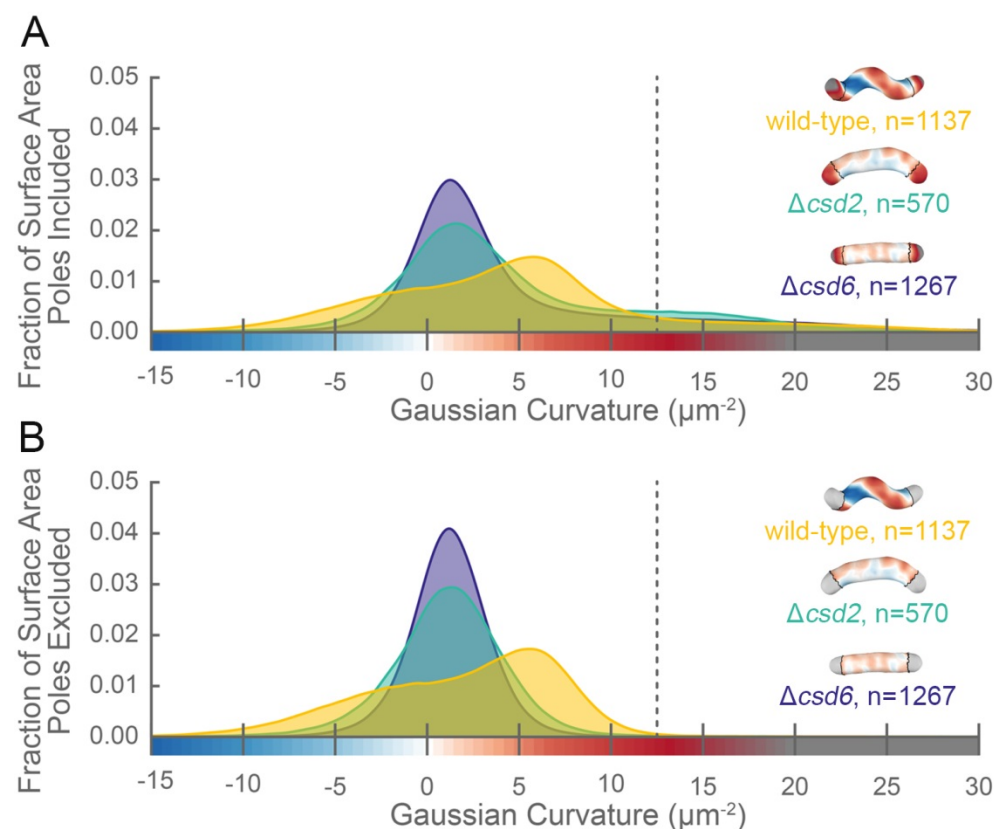 A
Fraction of Surface Area
Poles Included
0.05
0.04
0.03
0.02
0.01
0.00
wild-type, n=1137
Δcsd2, n=570
Δcsd6, n=1267
-15 -10 -5 0 5 10 15 20 25 30
Gaussian Curvature (µm⁻²)
B
Fraction of Surface Area
Poles Excluded
0.05
0.04
0.03
0.02
0.01
0.00
wild-type, n=1137
Δcsd2, n=570
Δcsd6, n=1267
-15 -10 -5 0 5 10 15 20 25 30
Gaussian Curvature (µm⁻²)